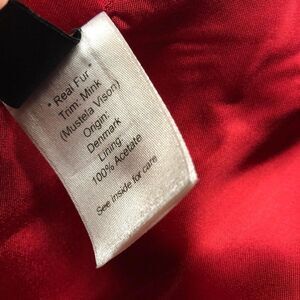 * Real Fur *
Trim: Mink
(Mustela Vison)
Origin:
Denmark
Lining:
100% Acetate
See inside for care